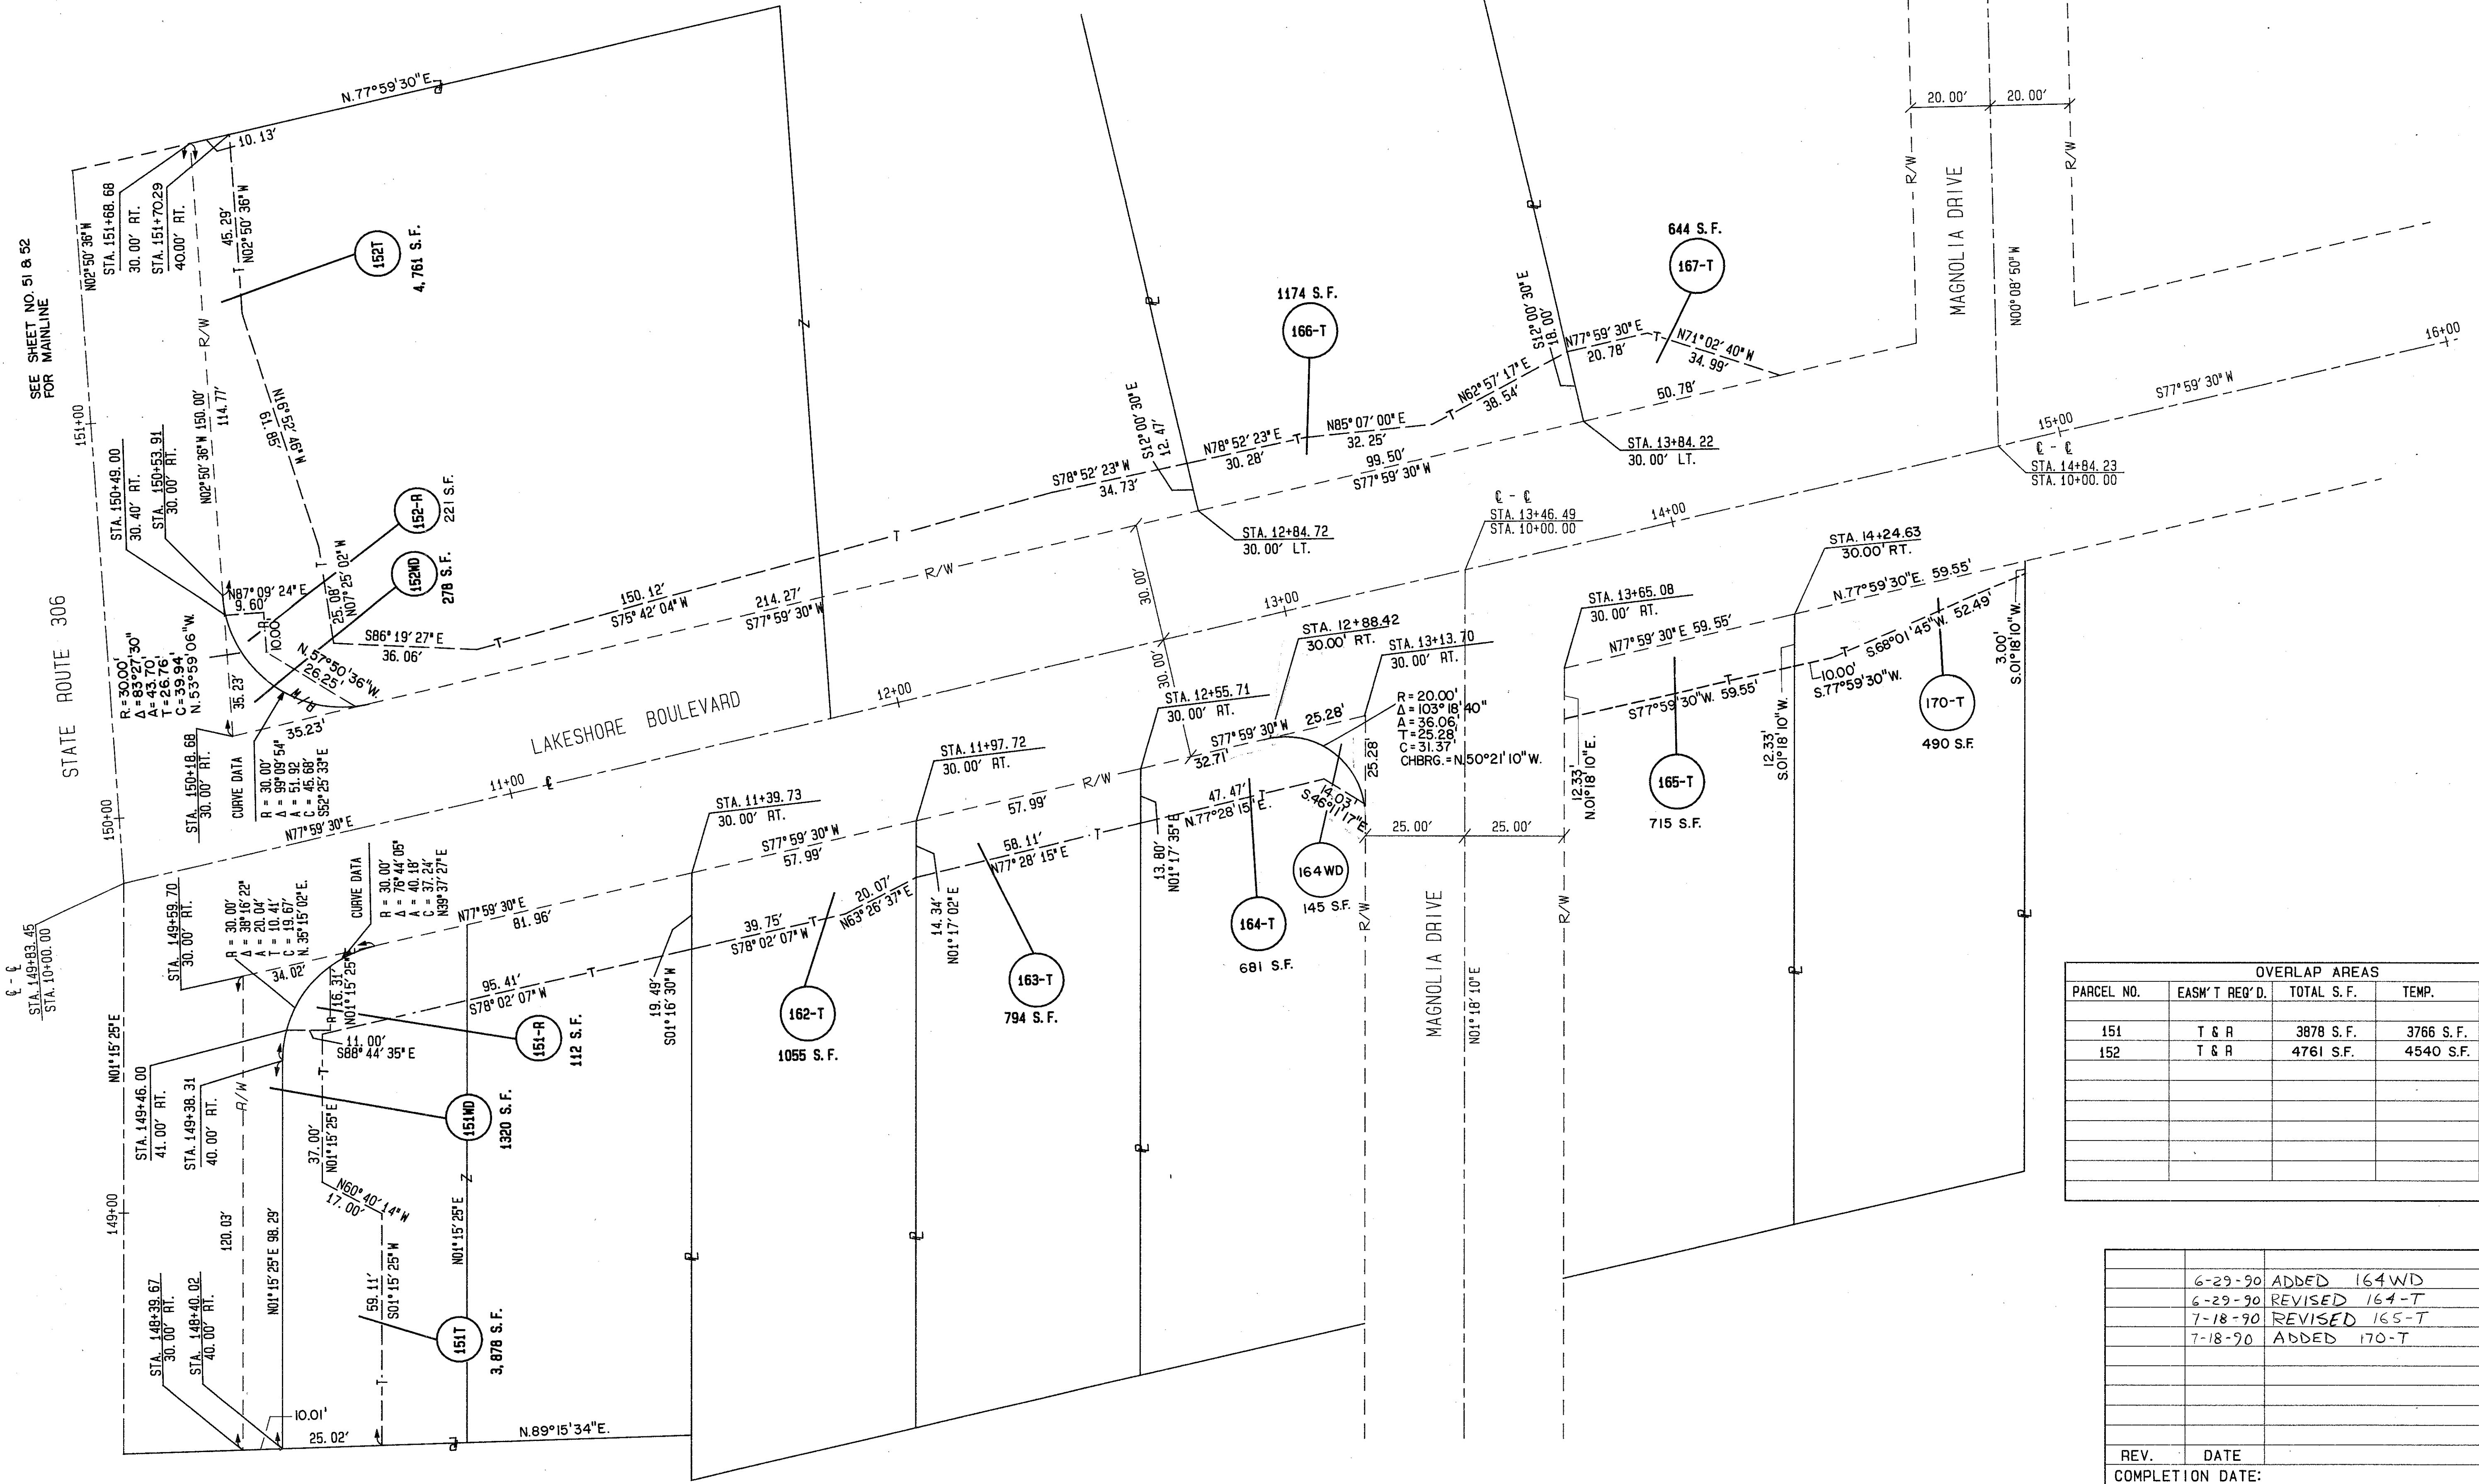 SEE SHEET NO. 51 & 52
FOR MAINLINE
STATE ROUTE 306
N.77°59'30"E.
10.13'
N02°50'36"W
STA. 151+68.68
30.00' RT.
STA. 151+70.29
40.00' RT.
45.29'
N02°50'36"W
T
152T
4,761 S.F.
151+00
R/W
N02°50'36"W 150.00'
114.77'
N16°52'46"W
61.85'
STA. 150+49.00
30.40' RT.
STA. 150+53.91
30.00' RT.
152-R
221 S.F.
152WD
278 S.F.
N87°09'24"E
9.60'
R
10.00'
25.08'
N07°25'02"W
T
N.57°50'36"W.
26.25'
R/W
R.=30.00'
Δ=83°27'30"
A=43.70'
T=26.76'
C=39.94'
N.53°59'06"W.
35.23'
35.23'
STA. 150+18.68
30.00' RT.
CURVE DATA
R = 30.00'
Δ = 99°09'54"
A = 51.92
C = 45.68'
S52°25'33"E
S86°19'27"E
36.06'
T
150.12'
S75°42'04"W
214.27'
S77°59'30"W
R/W
T
S78°52'23"W
34.73'
S12°00'30"E
12.47'
N78°52'23"E
30.28'
T
N85°07'00"E
32.25'
T
N62°57'17"E
38.54'
S12°00'30"E
18.00'
N77°59'30"E
20.78'
T
N71°02'40"W
34.99'
1174 S.F.
166-T
644 S.F.
167-T
99.50'
S77°59'30"W
50.78'
STA. 12+84.72
30.00' LT.
STA. 13+84.22
30.00' LT.
20.00'
20.00'
R/W
R/W
MAGNOLIA DRIVE
N00°08'50"W
16+00
S77°59'30"W
15+00
℄ - ℄
STA. 14+84.23
STA. 10+00.00
℄ - ℄
STA. 13+46.49
STA. 10+00.00
14+00
13+00
30.00'
30.00'
12+00
LAKESHORE BOULEVARD
11+00
℄
N77°59'30"E
150+00
℄ - ℄
STA. 149+83.45
STA. 10+00.00
STA. 149+59.70
30.00' RT.
R = 30.00'
Δ = 38°16'22"
A = 20.04'
T = 10.41'
C = 19.67'
N.35°15'02"E.
CURVE DATA
R = 30.00'
Δ = 76°44'05"
A = 40.18'
C = 37.24'
N39°37'27"E
34.02'
N77°59'30"E
81.96'
R
16.31'
N01°15'25"E
11.00'
S88°44'35"E
95.41'
S78°02'07"W
T
151-R
112 S.F.
151WD
1320 S.F.
STA. 149+46.00
41.00' RT.
STA. 149+38.31
40.00' RT.
R/W
N01°15'25"E
149+00
120.03'
N01°15'25"E 98.29'
T
37.00'
N01°15'25"E
N60°40'14"W
17.00'
59.11'
S01°15'25"W
T
N01°15'25"E
151T
3,878 S.F.
STA. 148+39.67
30.00' RT.
STA. 148+40.02
40.00' RT.
10.01'
25.02'
N.89°15'34"E.
STA. 11+39.73
30.00' RT.
S77°59'30"W
57.99'
19.49'
S01°16'30"W
39.75'
S78°02'07"W
T
20.07'
N63°26'37"E
162-T
1055 S.F.
STA. 11+97.72
30.00' RT.
57.99'
R/W
14.34'
N01°17'02"E
58.11'
N77°28'15"E
T
163-T
794 S.F.
STA. 12+55.71
30.00' RT.
13.80'
N01°17'35"E
S77°59'30"W
32.71'
25.28'
47.47'
N.77°28'15"E.
T
14.03'
S.46°11'17"E.
164-T
681 S.F.
164WD
145 S.F.
STA. 12+88.42
30.00' RT.
STA. 13+13.70
30.00' RT.
R = 20.00'
Δ = 103°18'40"
A = 36.06'
T = 25.28'
C = 31.37'
CHBRG. = N.50°21'10"W.
25.28'
25.00'
25.00'
R/W
R/W
MAGNOLIA DRIVE
N01°18'10"E
STA. 13+65.08
30.00' RT.
N77°59'30"E 59.55'
12.33'
N.01°18'10"E.
S77°59'30"W. 59.55'
T
165-T
715 S.F.
STA. 14+24.63
30.00' RT.
N.77°59'30"E. 59.55'
12.33'
S.01°18'10"W.
10.00'
S.77°59'30"W.
T
S.68°01'45"W. 52.49'
3.00'
S.01°18'10"W.
170-T
490 S.F.
OVERLAP AREAS
PARCEL NO. EASM'T REQ'D. TOTAL S.F. TEMP.
151 T & R 3878 S.F. 3766 S.F.
152 T & R 4761 S.F. 4540 S.F.
6-29-90 ADDED 164WD
6-29-90 REVISED 164-T
7-18-90 REVISED 165-T
7-18-90 ADDED 170-T
REV. DATE
COMPLETION DATE: